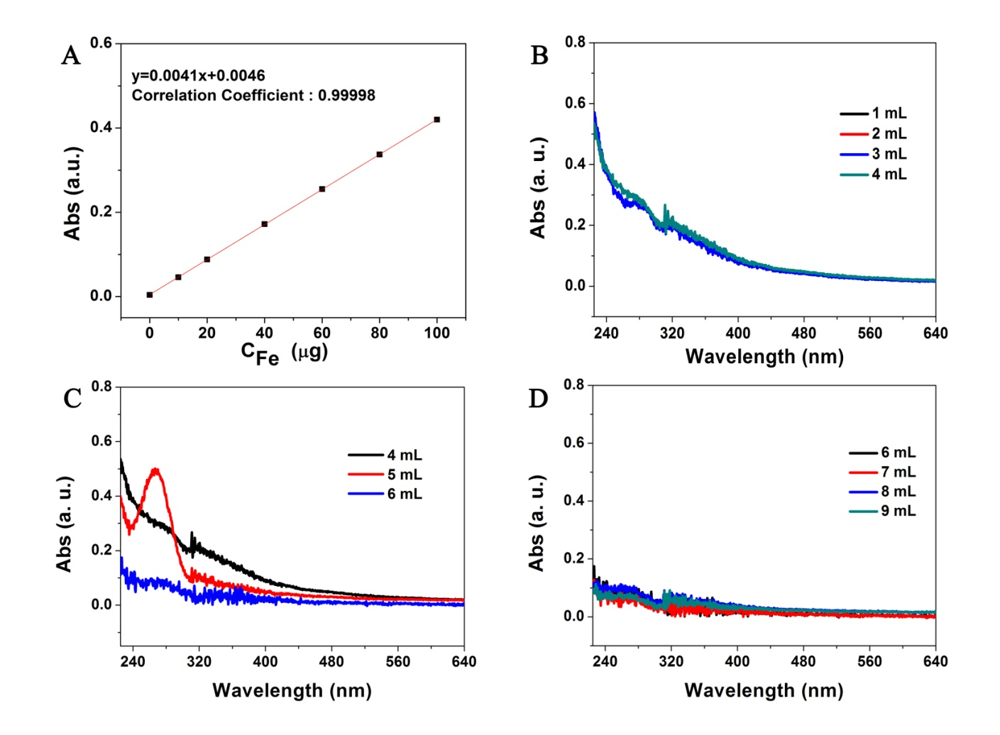 A
y=0.0041x+0.0046
Correlation Coefficient : 0.99998
0.6
0.4
0.2
0.0
Abs (a.u.)
0 20 40 60 80 100
CFe (μg)
B
0.8
0.6
0.4
0.2
0.0
Abs (a. u.)
1 mL
2 mL
3 mL
4 mL
240 320 400 480 560 640
Wavelength (nm)
C
0.8
0.6
0.4
0.2
0.0
Abs (a. u.)
4 mL
5 mL
6 mL
240 320 400 480 560 640
Wavelength (nm)
D
0.8
0.6
0.4
0.2
0.0
Abs (a. u.)
6 mL
7 mL
8 mL
9 mL
240 320 400 480 560 640
Wavelength (nm)